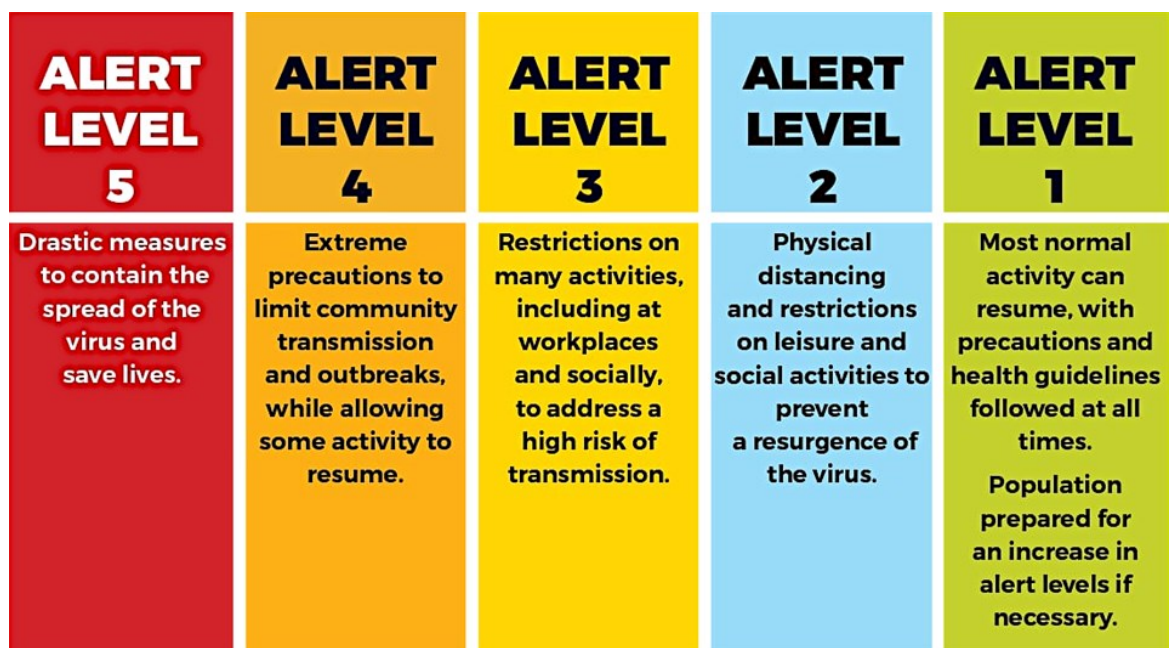 ALERT
LEVEL
5
Drastic measures
to contain the
spread of the
virus and
save lives.
ALERT
LEVEL
4
Extreme
precautions to
limit community
transmission
and outbreaks,
while allowing
some activity to
resume.
ALERT
LEVEL
3
Restrictions on
many activities,
including at
workplaces
and socially,
to address a
high risk of
transmission.
ALERT
LEVEL
2
Physical
distancing
and restrictions
on leisure and
social activities to
prevent
a resurgence of
the virus.
ALERT
LEVEL
1
Most normal
activity can
resume, with
precautions and
health guidelines
followed at all
times.
Population
prepared for
an increase in
alert levels if
necessary.